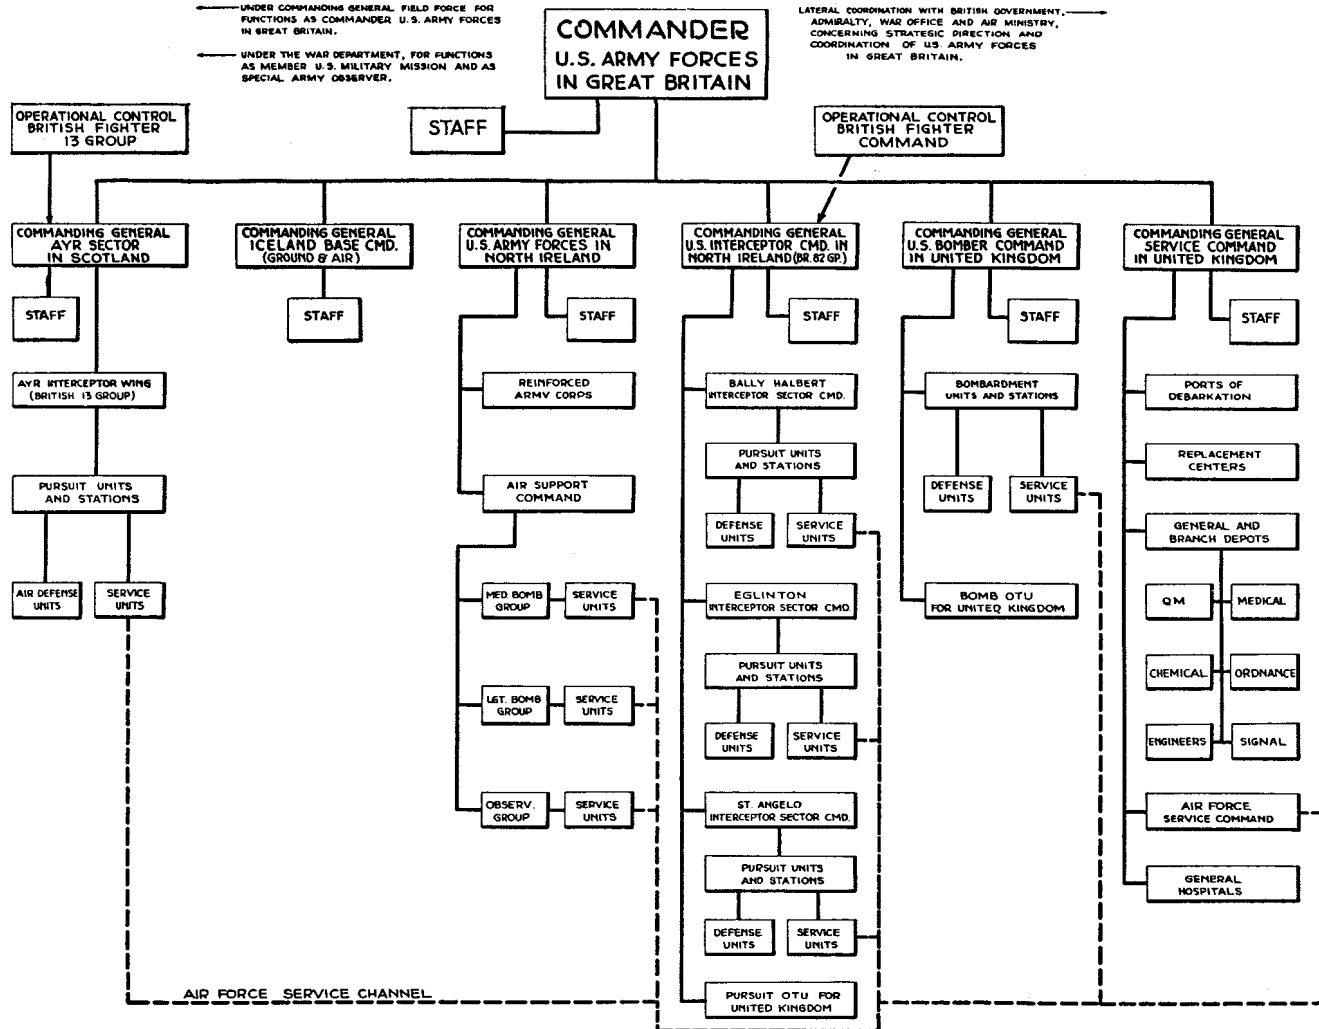 UNDER COMMANDING GENERAL FIELD FORCE FOR
FUNCTIONS AS COMMANDER U.S. ARMY FORCES
IN GREAT BRITAIN.
UNDER THE WAR DEPARTMENT, FOR FUNCTIONS
AS MEMBER U.S. MILITARY MISSION AND AS
SPECIAL ARMY OBSERVER.
COMMANDER
U.S. ARMY FORCES
IN GREAT BRITAIN
LATERAL COORDINATION WITH BRITISH GOVERNMENT,
ADMIRALTY, WAR OFFICE AND AIR MINISTRY,
CONCERNING STRATEGIC DIRECTION AND
COORDINATION OF U.S. ARMY FORCES
IN GREAT BRITAIN.
OPERATIONAL CONTROL
BRITISH FIGHTER
13 GROUP
STAFF
OPERATIONAL CONTROL
BRITISH FIGHTER
COMMAND
COMMANDING GENERAL
AYR SECTOR
IN SCOTLAND
COMMANDING GENERAL
ICELAND BASE CMD.
(GROUND & AIR)
COMMANDING GENERAL
U.S. ARMY FORCES IN
NORTH IRELAND
COMMANDING GENERAL
U.S. INTERCEPTOR CMD. IN
NORTH IRELAND (BR. 82 GP.)
COMMANDING GENERAL
U.S. BOMBER COMMAND
IN UNITED KINGDOM
COMMANDING GENERAL
SERVICE COMMAND
IN UNITED KINGDOM
STAFF
STAFF
STAFF
STAFF
STAFF
STAFF
AYR INTERCEPTOR WING
(BRITISH 13 GROUP)
PURSUIT UNITS
AND STATIONS
AIR DEFENSE
UNITS
SERVICE
UNITS
REINFORCED
ARMY CORPS
AIR SUPPORT
COMMAND
MED. BOMB
GROUP
SERVICE
UNITS
LGT. BOMB
GROUP
SERVICE
UNITS
OBSERV.
GROUP
SERVICE
UNITS
BALLY HALBERT
INTERCEPTOR SECTOR CMD.
PURSUIT UNITS
AND STATIONS
DEFENSE
UNITS
SERVICE
UNITS
EGLINTON
INTERCEPTOR SECTOR CMD.
PURSUIT UNITS
AND STATIONS
DEFENSE
UNITS
SERVICE
UNITS
ST. ANGELO
INTERCEPTOR SECTOR CMD.
PURSUIT UNITS
AND STATIONS
DEFENSE
UNITS
SERVICE
UNITS
PURSUIT OTU FOR
UNITED KINGDOM
BOMBARDMENT
UNITS AND STATIONS
DEFENSE
UNITS
SERVICE
UNITS
BOMB OTU
FOR UNITED KINGDOM
PORTS OF
DEBARKATION
REPLACEMENT
CENTERS
GENERAL AND
BRANCH DEPOTS
QM
MEDICAL
CHEMICAL
ORDNANCE
ENGINEERS
SIGNAL
AIR FORCE
SERVICE COMMAND
GENERAL
HOSPITALS
AIR FORCE SERVICE CHANNEL